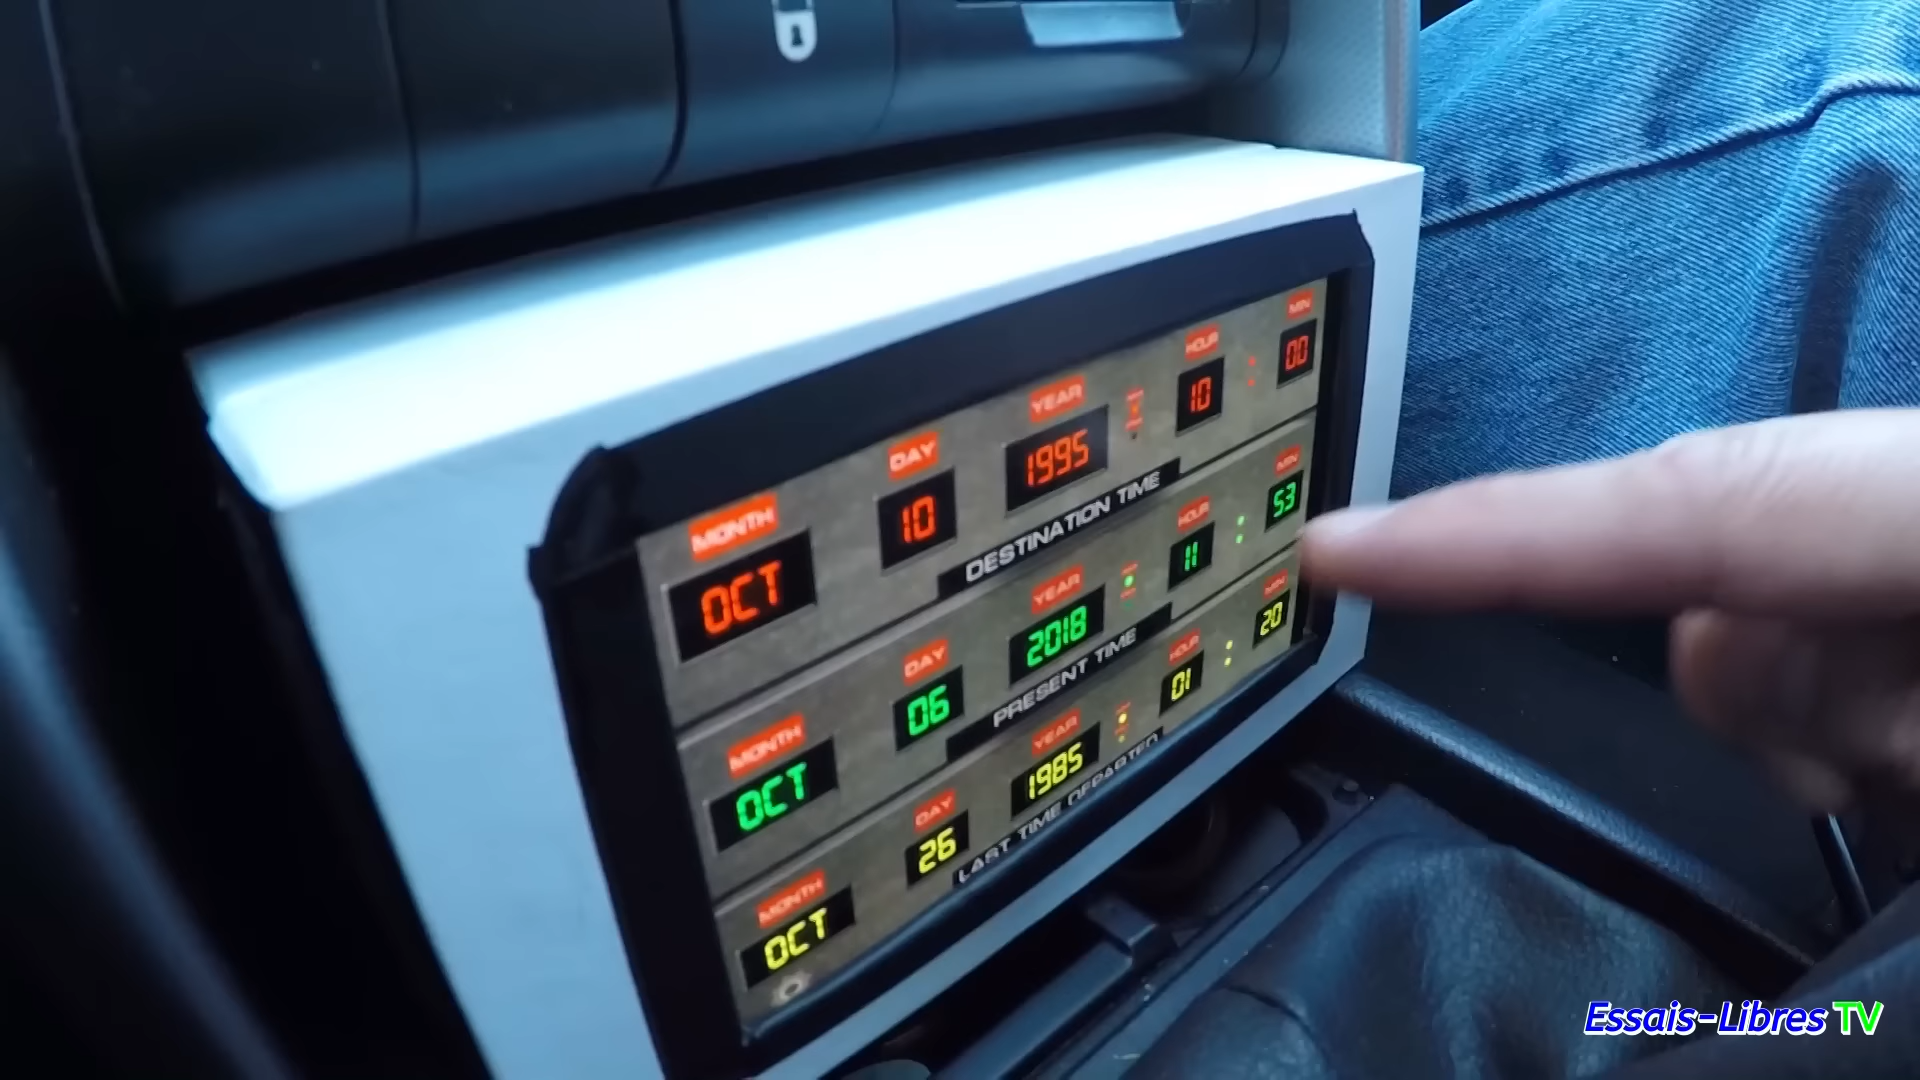 MONTH DAY YEAR HOUR MIN
OCT 10 1995 10 : 00
DESTINATION TIME
MONTH DAY YEAR HOUR MIN
OCT 06 2018 11 : 53
PRESENT TIME
MONTH DAY YEAR HOUR MIN
OCT 26 1985 01 : 20
LAST TIME DEPARTED
Essais-Libres TV